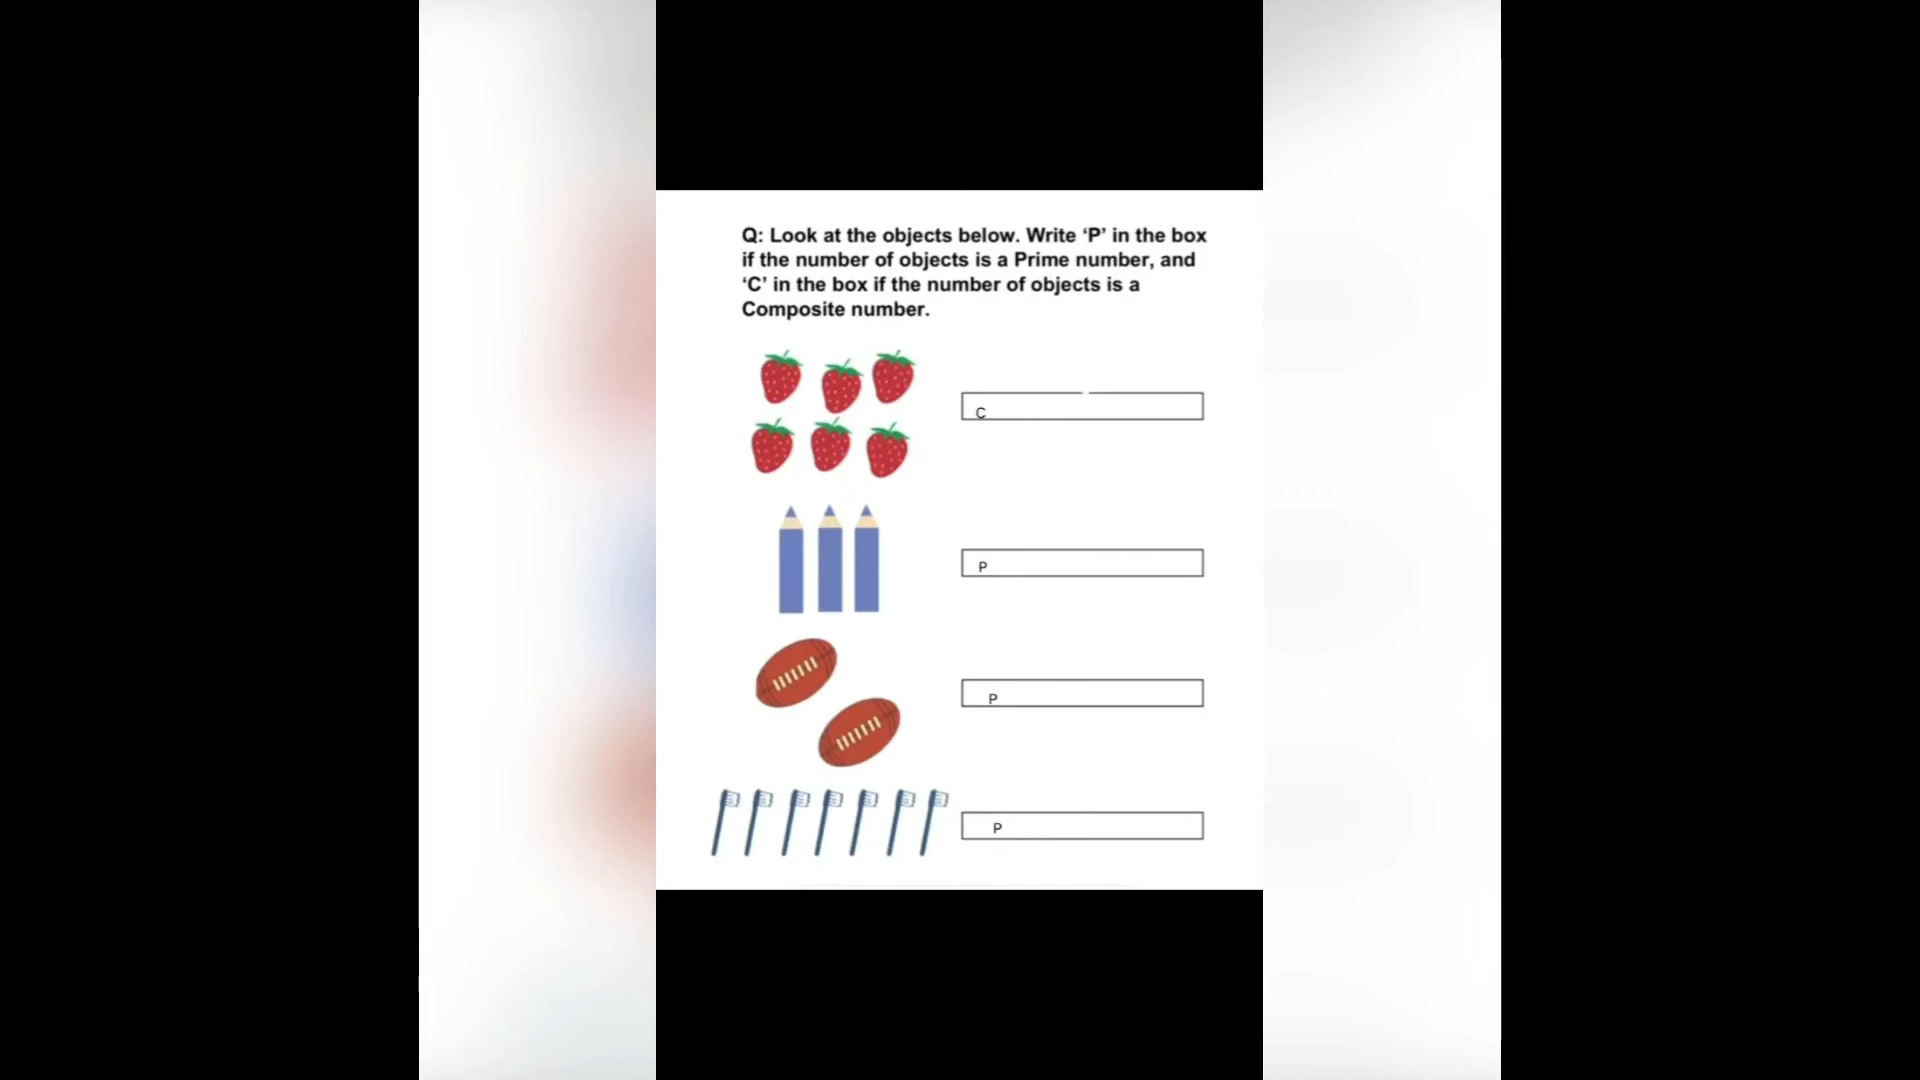 Q: Look at the objects below. Write ‘P’ in the box
if the number of objects is a Prime number, and
‘C’ in the box if the number of objects is a
Composite number.
C
P
P
P